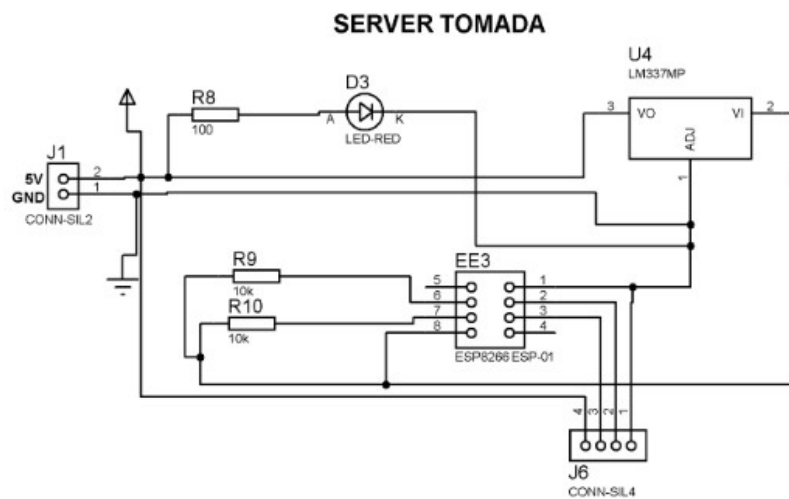 SERVER TOMADA
U4
LM337MP
D3
R8
3
VO
VI
2
A
K
100
LED-RED
ADJ
J1
1
5V
2
GND
1
CONN-SIL2
R9
EE3
5
1
10k
6
2
R10
7
3
10k
8
4
ESP8266 ESP-01
4
3
2
1
J6
CONN-SIL4